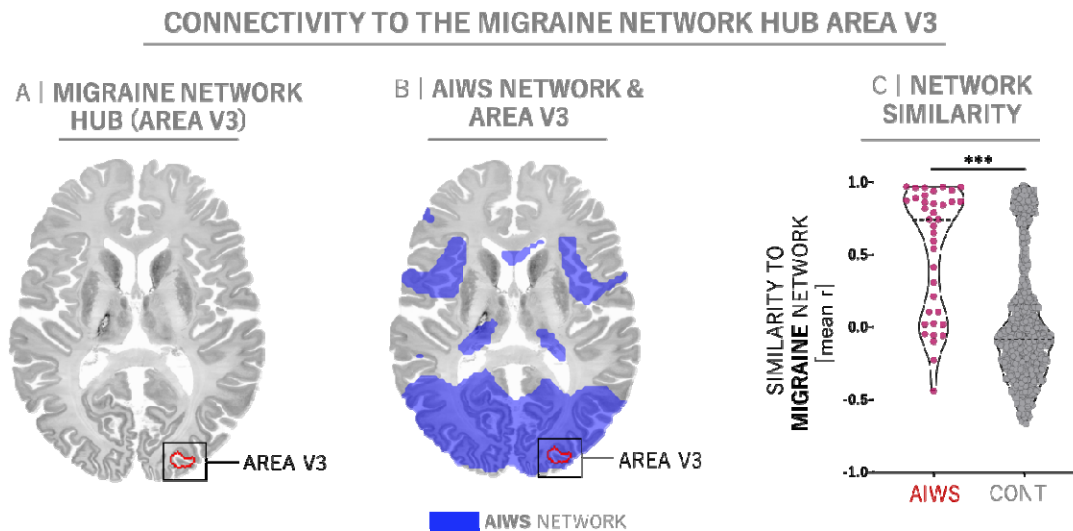 CONNECTIVITY TO THE MIGRAINE NETWORK HUB AREA V3
A | MIGRAINE NETWORK
HUB (AREA V3)
AREA V3
B | AIWS NETWORK &
AREA V3
AREA V3
AIWS NETWORK
C | NETWORK
SIMILARITY
***
SIMILARITY TO
MIGRAINE NETWORK
[mean r]
1.0
0.5
0.0
-0.5
-1.0
AIWS CONT